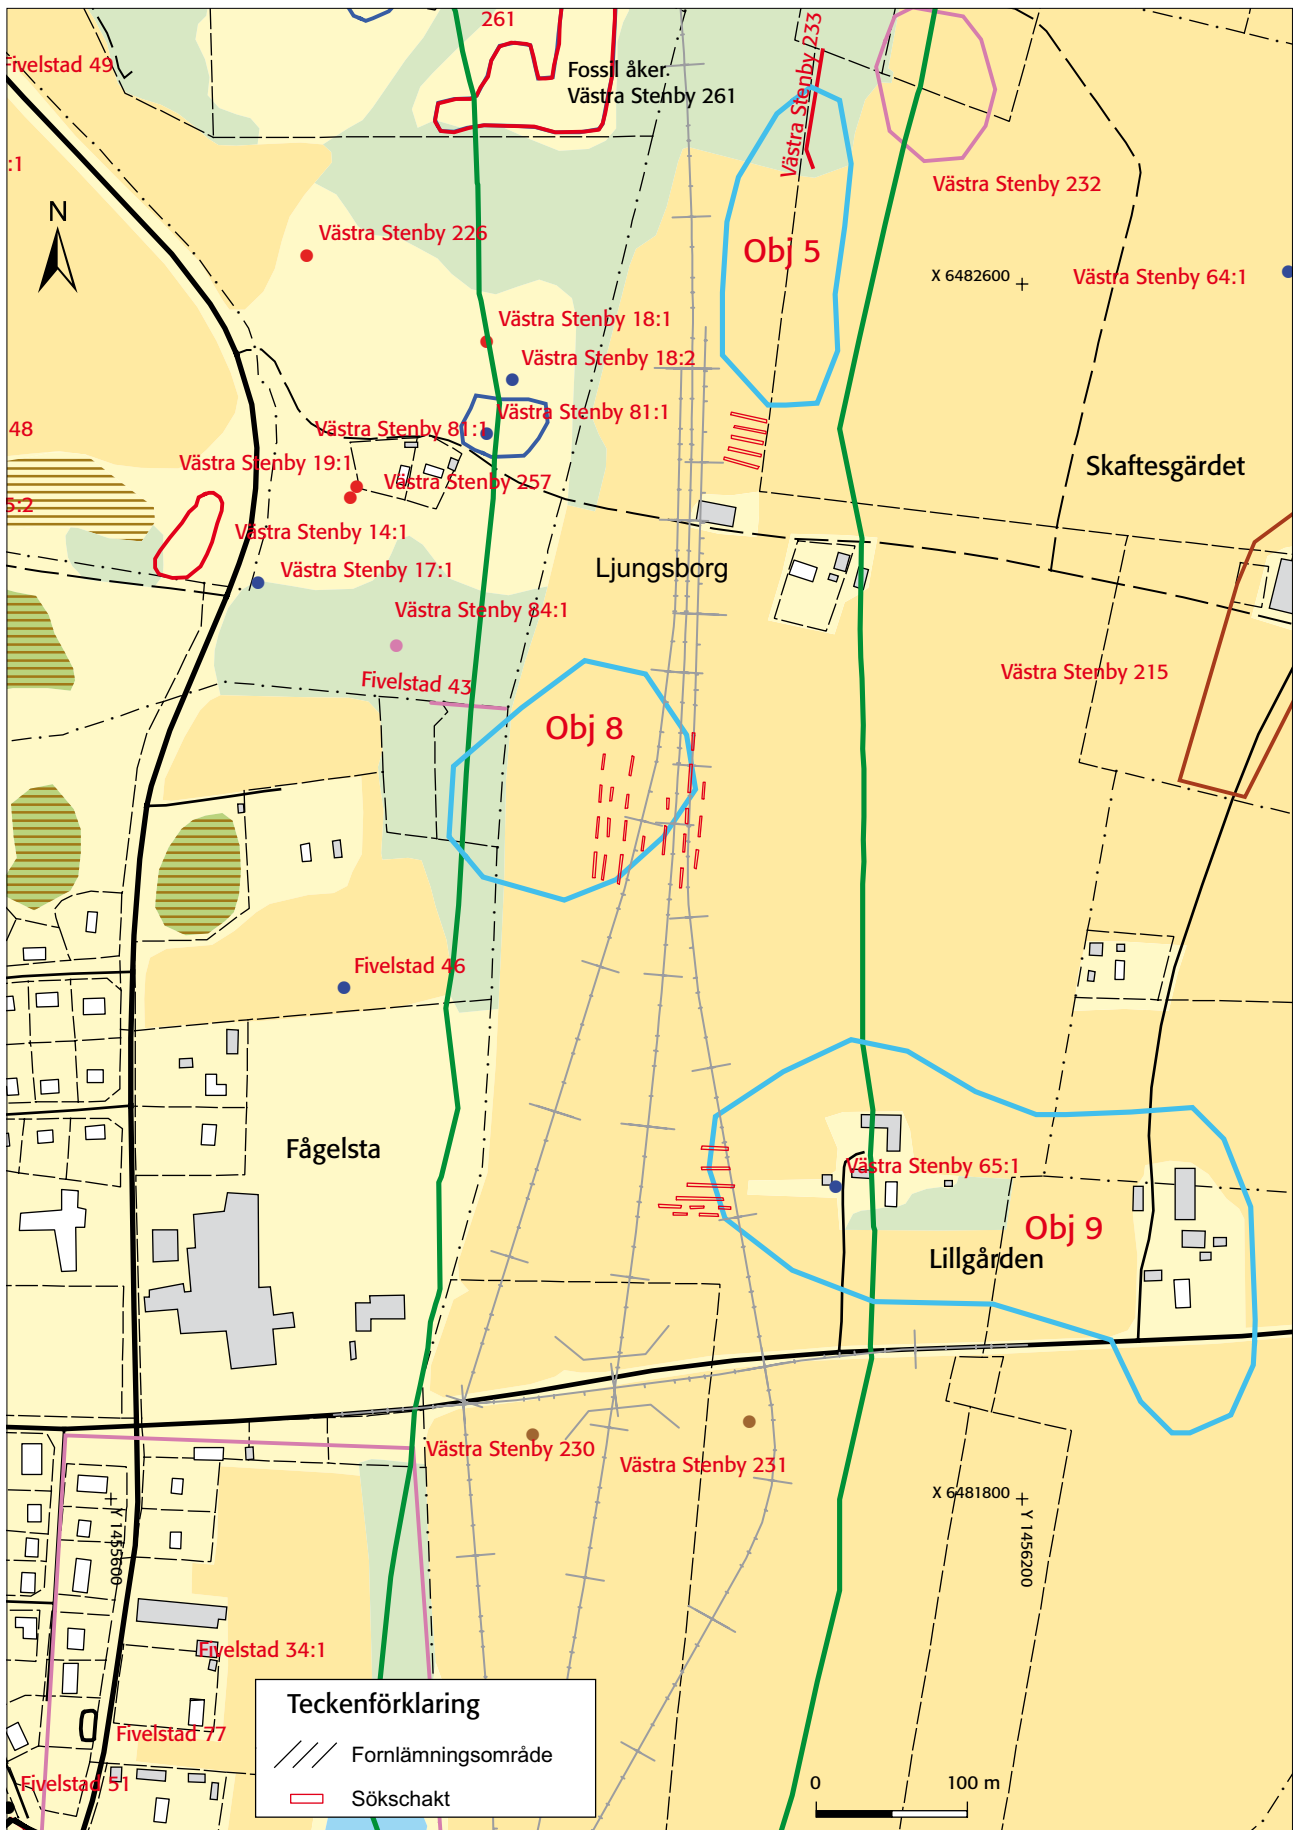 261
Fivelstad 49
Fossil åker.
Västra Stenby 261
Västra Stenby 233
:1
Västra Stenby 232
N
Västra Stenby 226
Obj 5
X 6482600
Västra Stenby 64:1
Västra Stenby 18:1
Västra Stenby 18:2
Västra Stenby 81:1
Västra Stenby 81:1
48
Västra Stenby 19:1
Skaftesgärdet
Västra Stenby 257
5:2
Västra Stenby 14:1
Ljungsborg
Västra Stenby 17:1
Västra Stenby 84:1
Västra Stenby 215
Fivelstad 43
Obj 8
Fivelstad 46
Fågelsta
Västra Stenby 65:1
Obj 9
Lillgården
Västra Stenby 230
Västra Stenby 231
X 6481800
Y 1455600
Y 1456200
Fivelstad 34:1
Teckenförklaring
Fornlämningsområde
Sökschakt
Fivelstad 77
Fivelstad 51
0 100 m